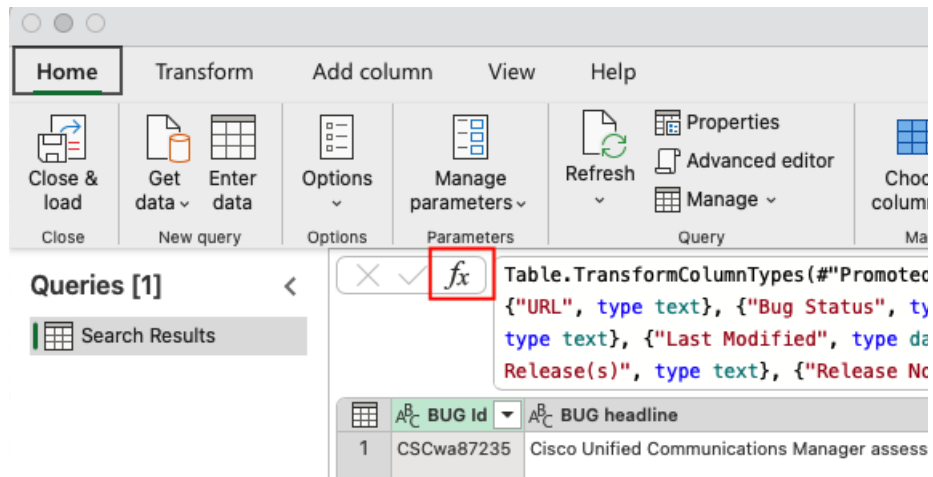 Home Transform Add column View Help
Close & load
Get data
Enter data
Options
Manage parameters
Refresh
Properties
Advanced editor
Manage
Close
New query
Options
Parameters
Query
Queries [1]
Search Results
fx
Table.TransformColumnTypes(#"Promoted
{"URL", type text}, {"Bug Status", ty
type text}, {"Last Modified", type da
Release(s)", type text}, {"Release No
ABC BUG Id ABC BUG headline
1 CSCwa87235 Cisco Unified Communications Manager assess